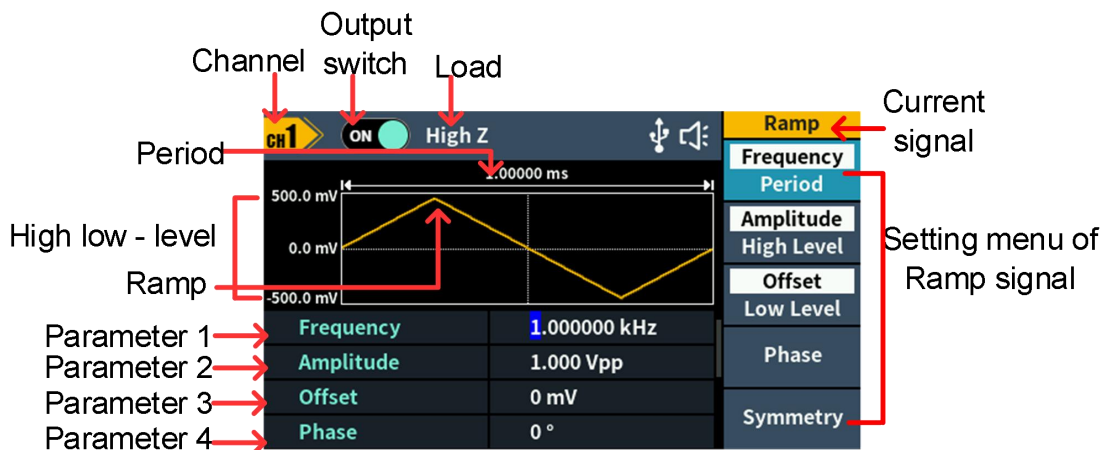 Output
Channel switch Load
Current
signal
CH1 ON High Z Ramp
Period
1.00000 ms
Frequency
Period
500.0 mV
Amplitude
High Level
High low - level
0.0 mV
Setting menu of
Ramp signal
Ramp
Offset
Low Level
-500.0 mV
Parameter 1 Frequency 1.000000 kHz
Parameter 2 Amplitude 1.000 Vpp
Phase
Parameter 3 Offset 0 mV
Parameter 4 Phase 0 °
Symmetry